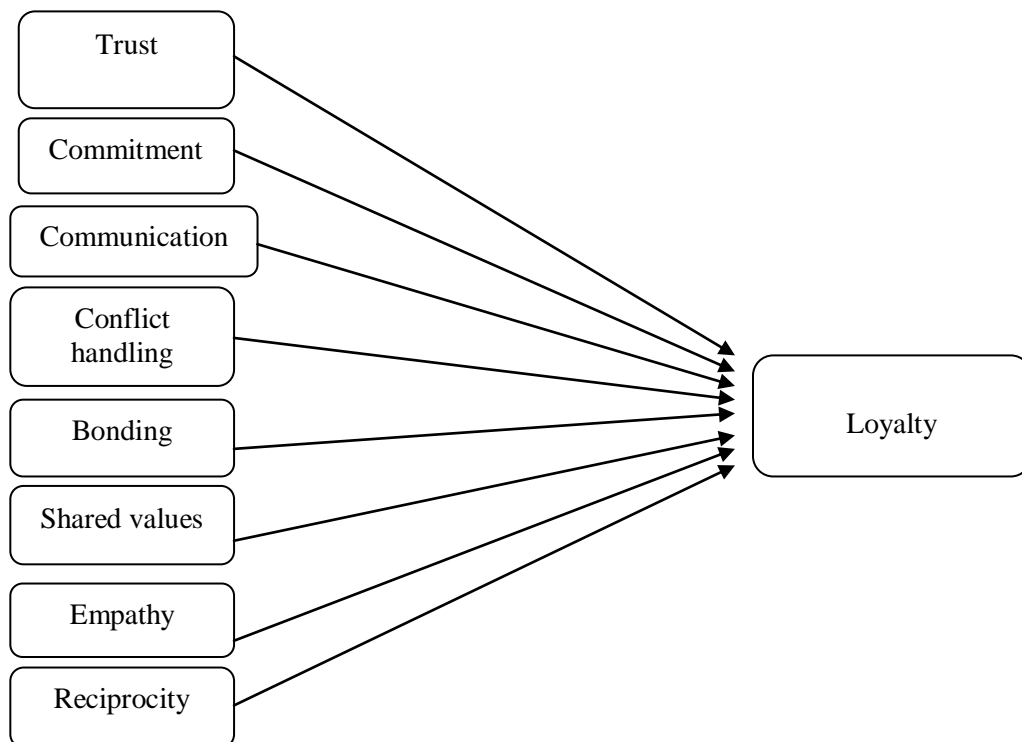 Trust
Commitment
Communication
Conflict
handling
Bonding
Shared values
Empathy
Reciprocity
Loyalty